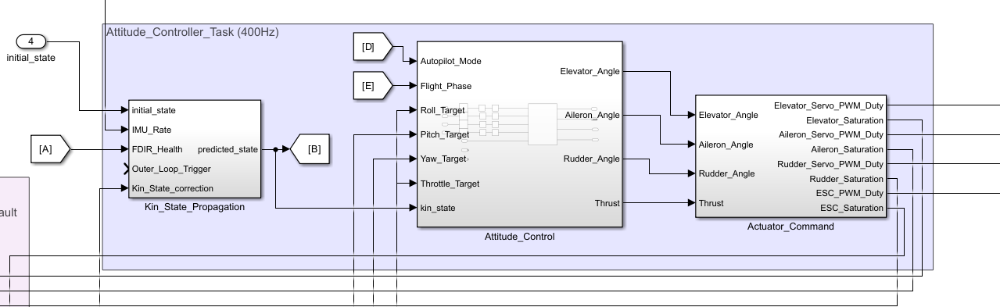 Attitude_Controller_Task (400Hz)
4
initial_state
[A]
initial_state
IMU_Rate
FDIR_Health
Outer_Loop_Trigger
Kin_State_correction
predicted_state
Kin_State_Propagation
[B]
[D]
[E]
Autopilot_Mode
Flight_Phase
Roll_Target
Pitch_Target
Yaw_Target
Throttle_Target
kin_state
Elevator_Angle
Aileron_Angle
Rudder_Angle
Thrust
Attitude_Control
Elevator_Angle
Aileron_Angle
Rudder_Angle
Thrust
Elevator_Servo_PWM_Duty
Elevator_Saturation
Aileron_Servo_PWM_Duty
Aileron_Saturation
Rudder_Servo_PWM_Duty
Rudder_Saturation
ESC_PWM_Duty
ESC_Saturation
Actuator_Command
ault